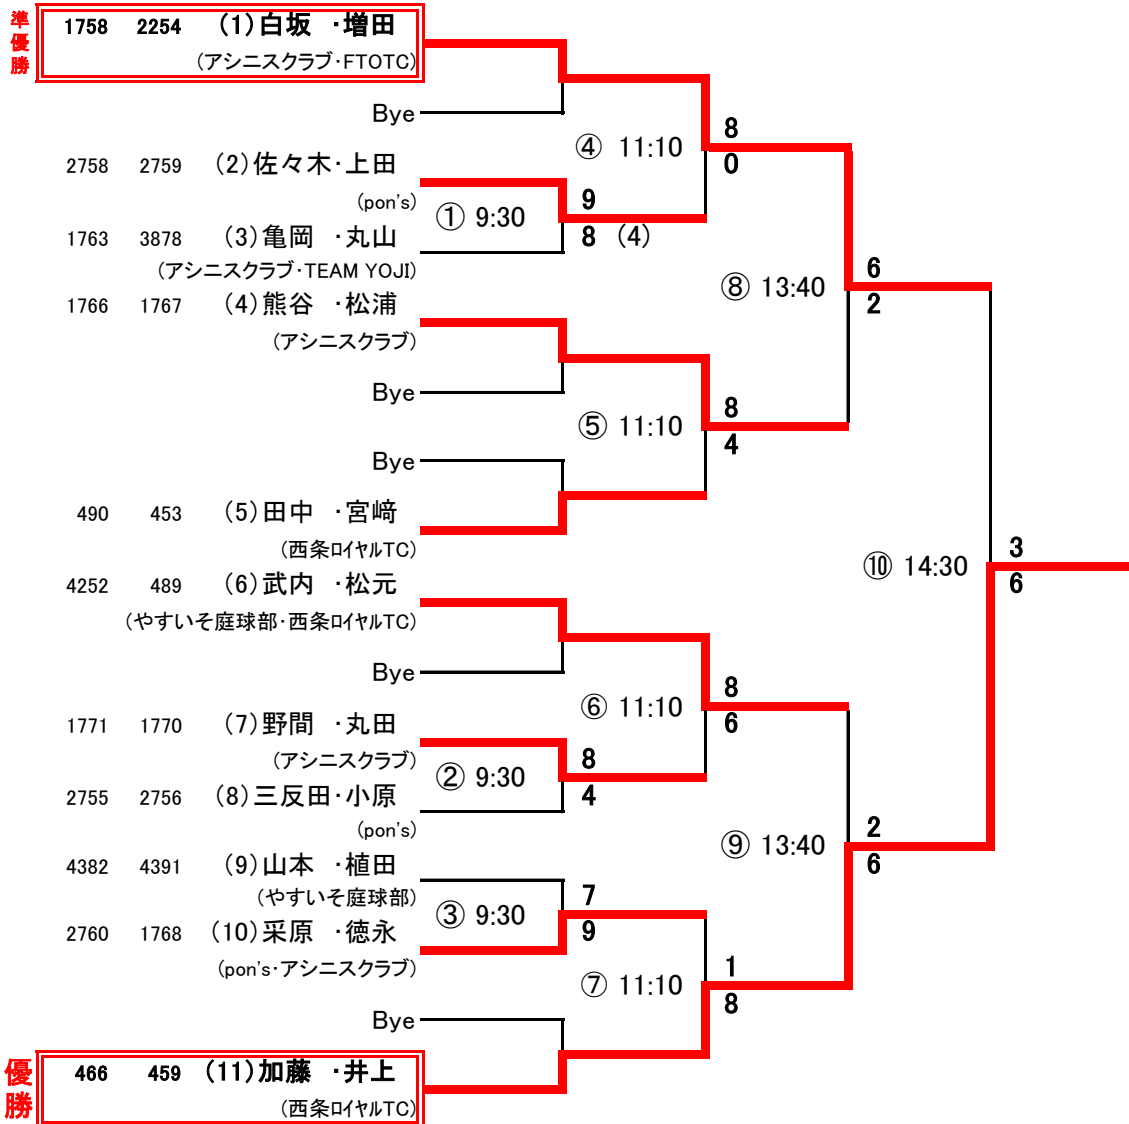 準優勝
1758 2254 (1)白坂 ・増田
(アシニスクラブ・FTOTC)
Bye
④ 11:10
8
0
2758 2759 (2)佐々木・上田
(pon's)
① 9:30
9
8 (4)
1763 3878 (3)亀岡 ・丸山
(アシニスクラブ・TEAM YOJI)
⑧ 13:40
6
2
1766 1767 (4)熊谷 ・松浦
(アシニスクラブ)
Bye
⑤ 11:10
8
4
Bye
490 453 (5)田中 ・宮﨑
(西条ロイヤルTC)
⑩ 14:30
3
6
4252 489 (6)武内 ・松元
(やすいそ庭球部・西条ロイヤルTC)
Bye
⑥ 11:10
8
6
1771 1770 (7)野間 ・丸田
(アシニスクラブ)
② 9:30
8
4
2755 2756 (8)三反田・小原
(pon's)
⑨ 13:40
2
6
4382 4391 (9)山本 ・植田
(やすいそ庭球部)
③ 9:30
7
9
2760 1768 (10)采原 ・徳永
(pon's・アシニスクラブ)
⑦ 11:10
1
8
Bye
優勝
466 459 (11)加藤 ・井上
(西条ロイヤルTC)